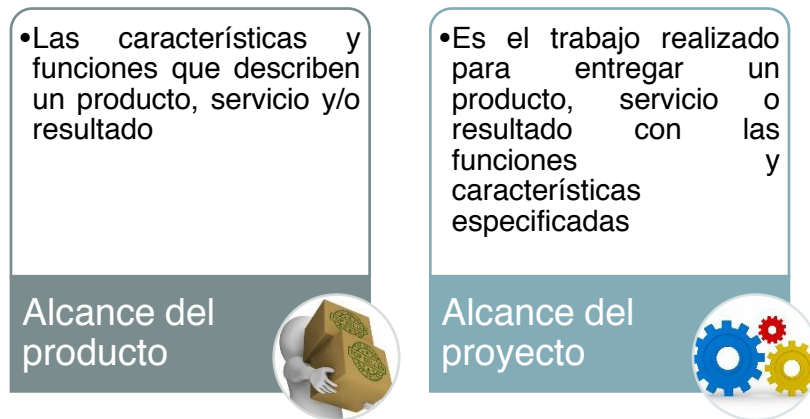 •Las características y
funciones que describen
un producto, servicio y/o
resultado
Alcance del
producto
•Es el trabajo realizado
para entregar un
producto, servicio o
resultado con las
funciones y
características
especificadas
Alcance del
proyecto